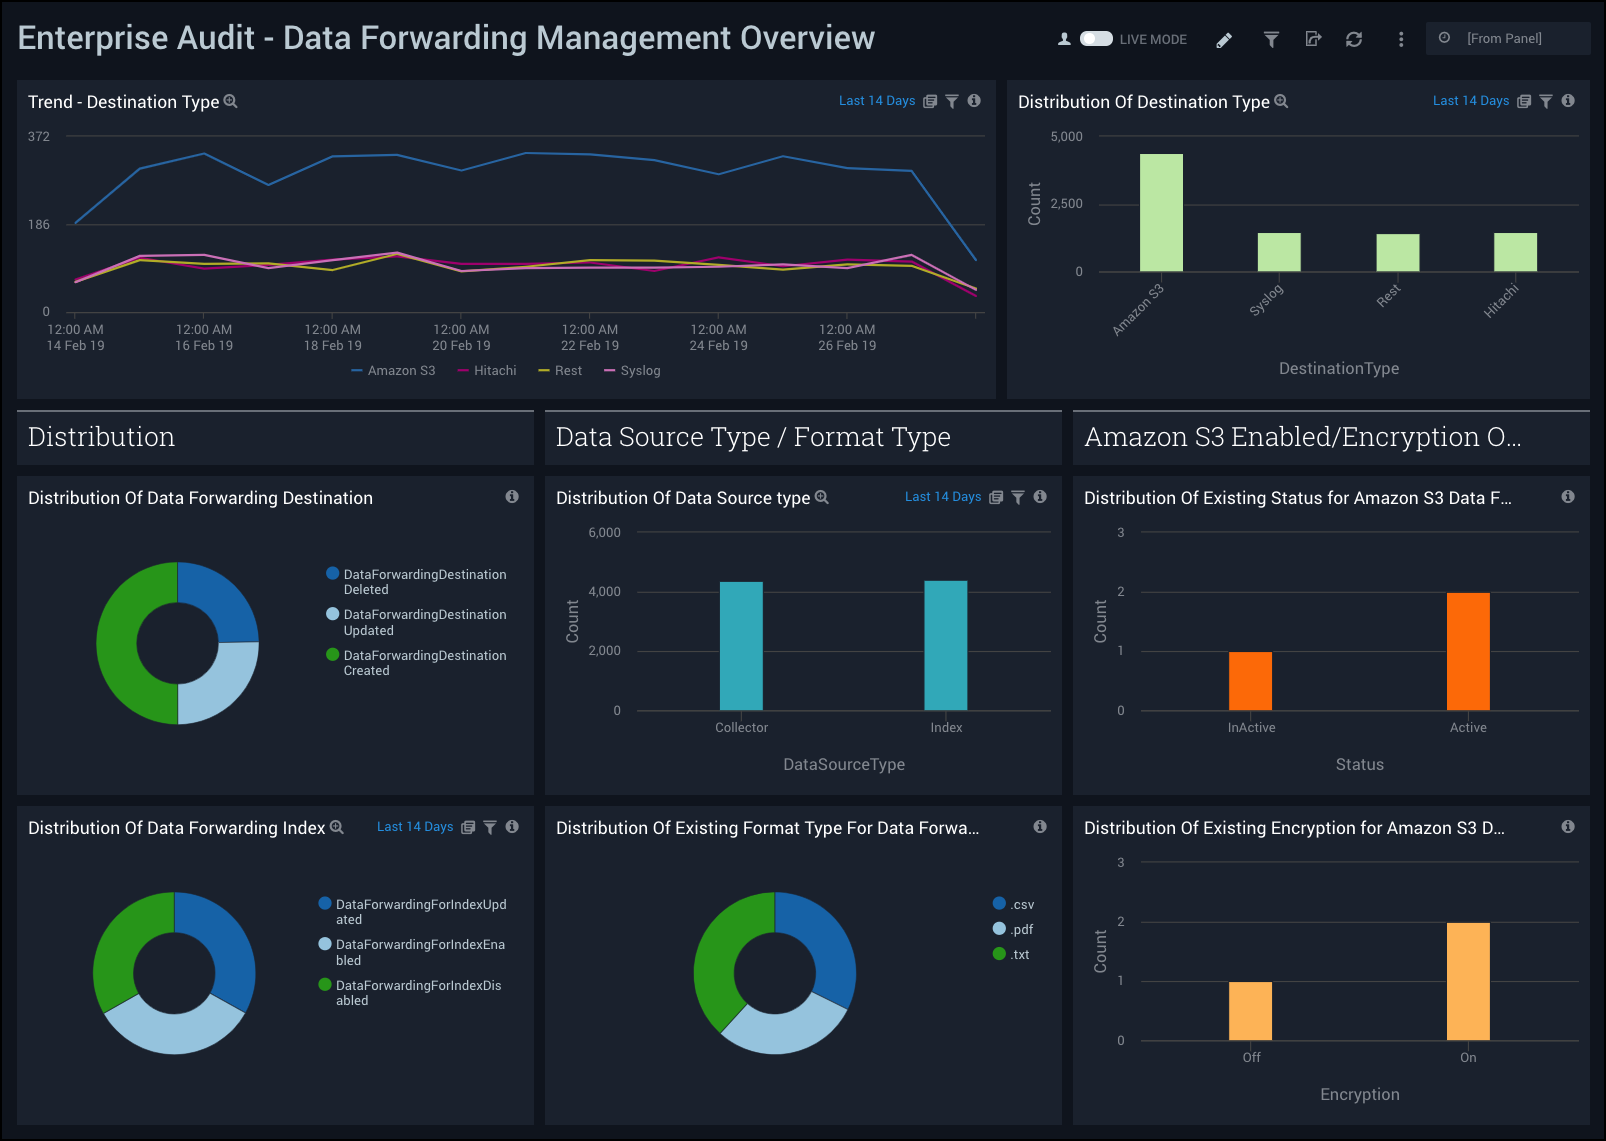 Enterprise Audit - Data Forwarding Management Overview
LIVE MODE
[From Panel]
Trend - Destination Type
Last 14 Days
372
186
0
12:00 AM
14 Feb 19
12:00 AM
16 Feb 19
12:00 AM
18 Feb 19
12:00 AM
20 Feb 19
12:00 AM
22 Feb 19
12:00 AM
24 Feb 19
12:00 AM
26 Feb 19
Amazon S3
Hitachi
Rest
Syslog
Distribution Of Destination Type
Last 14 Days
Count
5,000
2,500
0
Amazon S3
Syslog
Rest
Hitachi
DestinationType
Distribution
Data Source Type / Format Type
Amazon S3 Enabled/Encryption O...
Distribution Of Data Forwarding Destination
DataForwardingDestination
Deleted
DataForwardingDestination
Updated
DataForwardingDestination
Created
Distribution Of Data Source type
Last 14 Days
Count
6,000
4,000
2,000
0
Collector
Index
DataSourceType
Distribution Of Existing Status for Amazon S3 Data F...
Count
3
2
1
0
InActive
Active
Status
Distribution Of Data Forwarding Index
Last 14 Days
DataForwardingForIndexUpd
ated
DataForwardingForIndexEna
bled
DataForwardingForIndexDis
abled
Distribution Of Existing Format Type For Data Forwa...
.csv
.pdf
.txt
Distribution Of Existing Encryption for Amazon S3 D...
Count
3
2
1
0
Off
On
Encryption